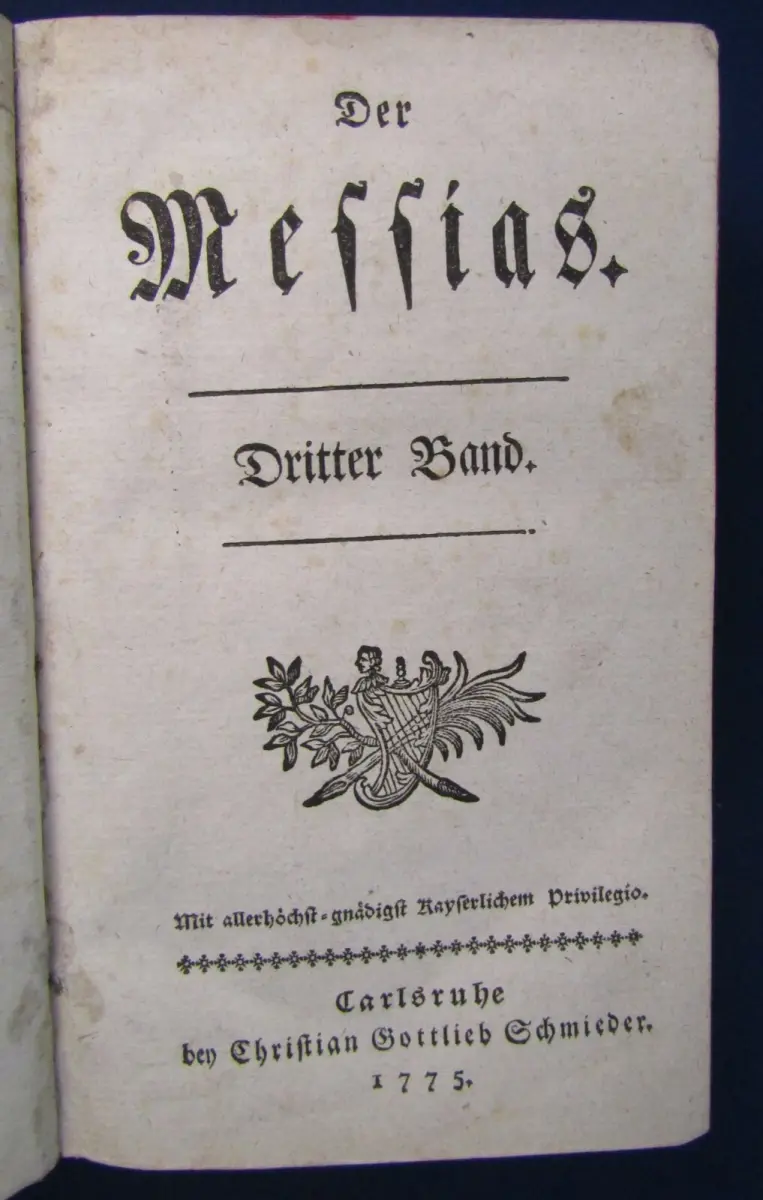 Der
Meſſias.
Dritter Band.
Mit allerhöchſt-gnädigſt Kayſerlichem Privilegio.
Carlsruhe
bey Chriſtian Gottlieb Schmieder.
1775.